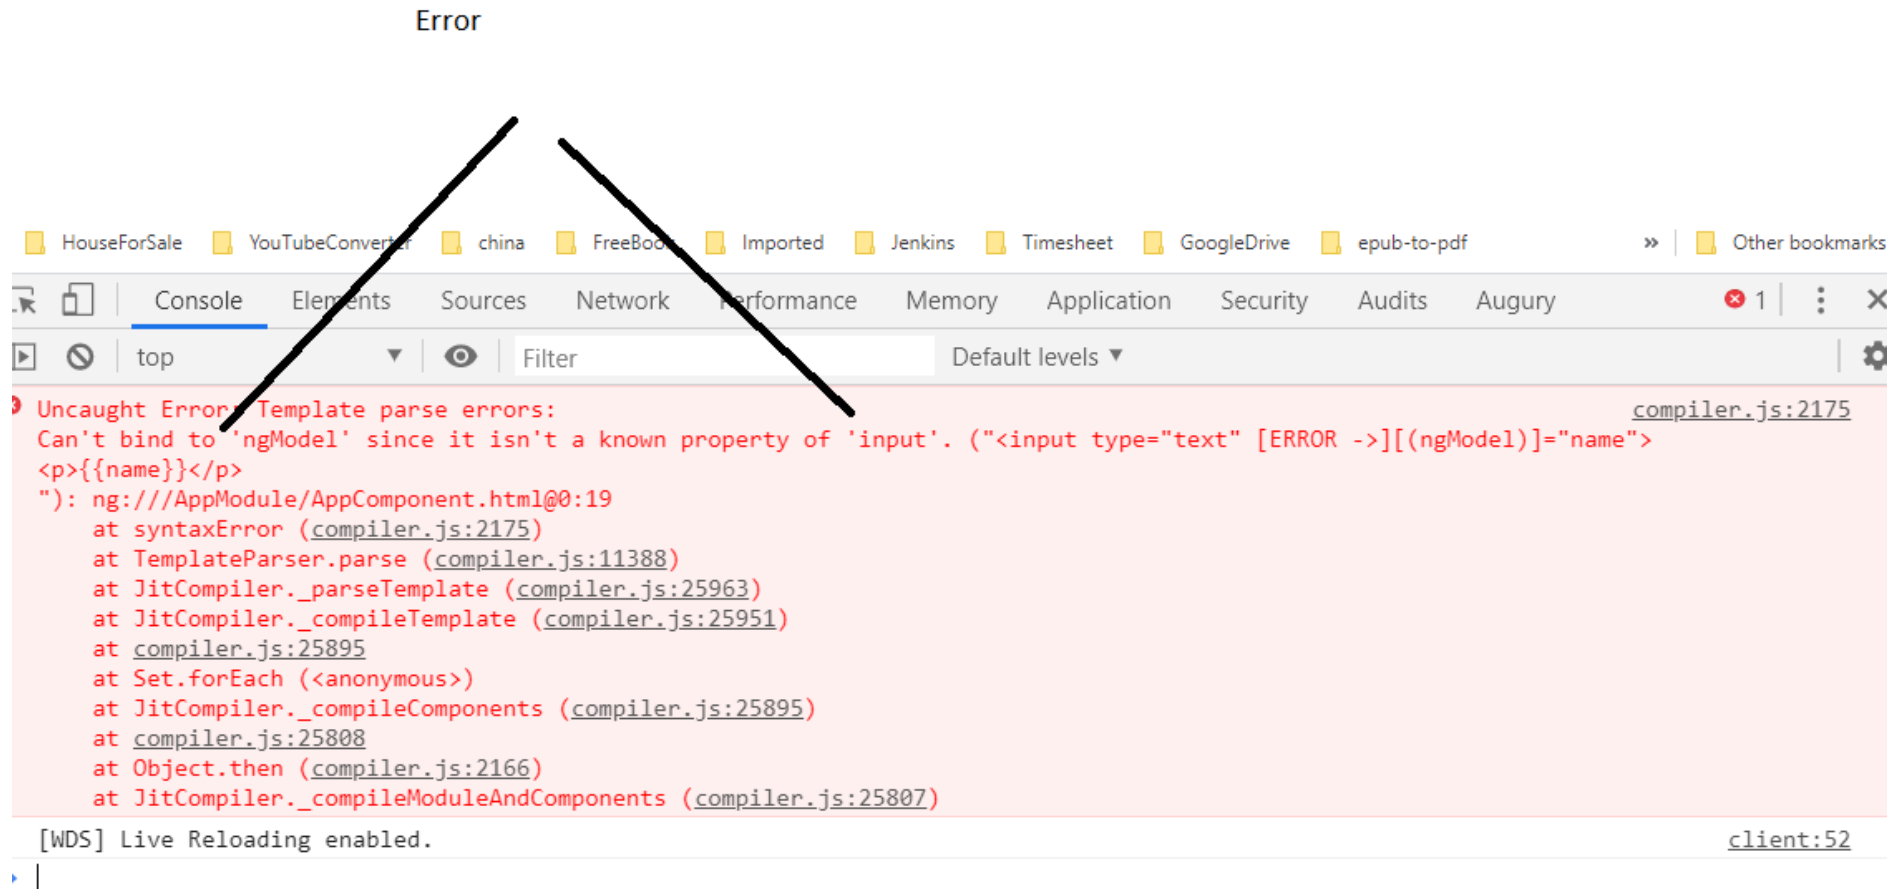 Error
HouseForSale YouTubeConverter china FreeBook Imported Jenkins Timesheet GoogleDrive epub-to-pdf » Other bookmarks
Console Elements Sources Network Performance Memory Application Security Audits Augury 1
top Filter Default levels
Uncaught Error: Template parse errors: compiler.js:2175
Can't bind to 'ngModel' since it isn't a known property of 'input'. ("<input type="text" [ERROR ->][(ngModel)]="name">
<p>{{name}}</p>
"): ng:///AppModule/AppComponent.html@0:19
at syntaxError (compiler.js:2175)
at TemplateParser.parse (compiler.js:11388)
at JitCompiler._parseTemplate (compiler.js:25963)
at JitCompiler._compileTemplate (compiler.js:25951)
at compiler.js:25895
at Set.forEach (<anonymous>)
at JitCompiler._compileComponents (compiler.js:25895)
at compiler.js:25808
at Object.then (compiler.js:2166)
at JitCompiler._compileModuleAndComponents (compiler.js:25807)
[WDS] Live Reloading enabled. client:52